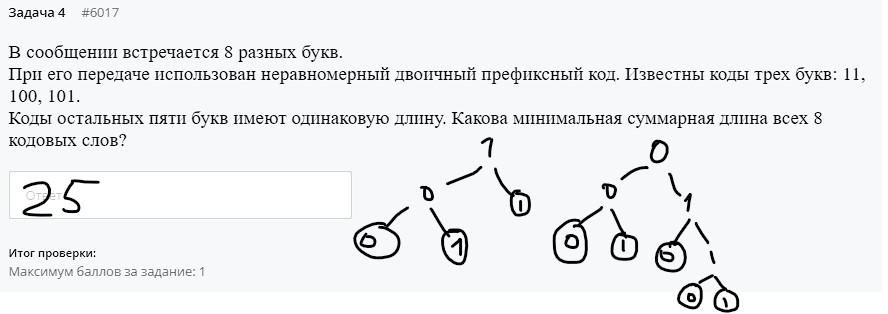 Задача 4 #6017
В сообщении встречается 8 разных букв.
При его передаче использован неравномерный двоичный префиксный код. Известны коды трех букв: 11,
100, 101.
Коды остальных пяти букв имеют одинаковую длину. Какова минимальная суммарная длина всех 8
кодовых слов?
1 0
0 1 0 1
0 1 0 1 0 1
0 1
Ответ
25
Итог проверки:
Максимум баллов за задание: 1